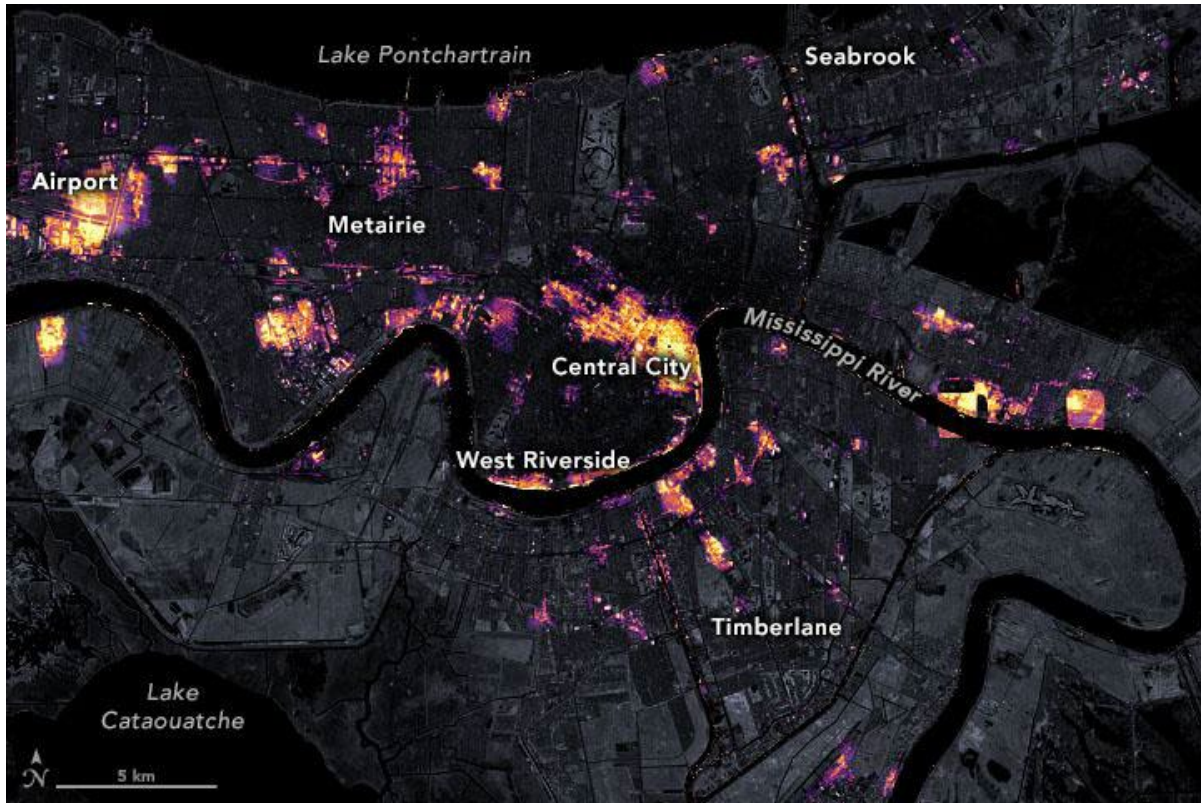 Lake Pontchartrain
Seabrook
Airport
Metairie
Mississippi River
Central City
West Riverside
Timberlane
Lake
Cataouatche
N
5 km